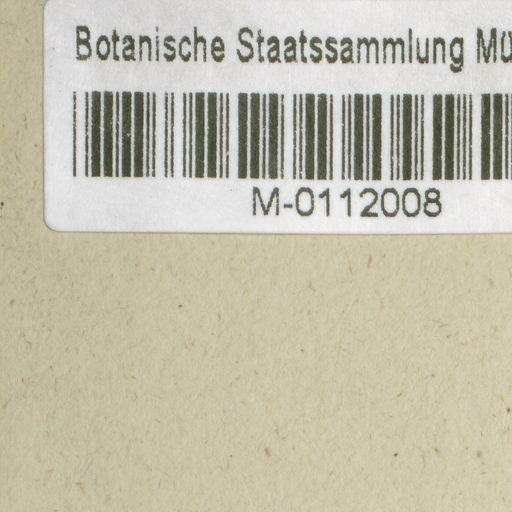 Botanische Staatssammlung Mü
M-0112008